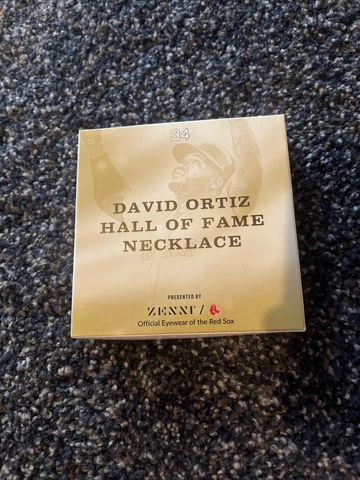 34
DAVID ORTIZ
HALL OF FAME
NECKLACE
PRESENTED BY
ZENNI /
Official Eyewear of the Red Sox